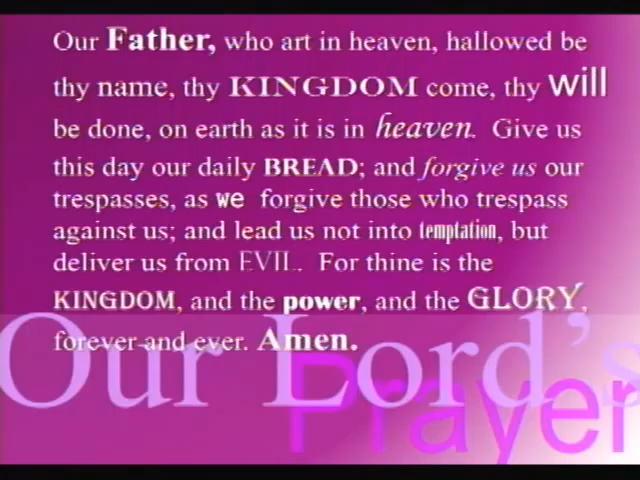 Our Father, who art in heaven, hallowed be
thy name, thy KINGDOM come, thy will
be done, on earth as it is in heaven. Give us
this day our daily BREAD; and forgive us our
trespasses, as we forgive those who trespass
against us; and lead us not into temptation, but
deliver us from EVIL. For thine is the
KINGDOM, and the power, and the GLORY,
forever and ever. Amen.
Our Lord's
Prayer